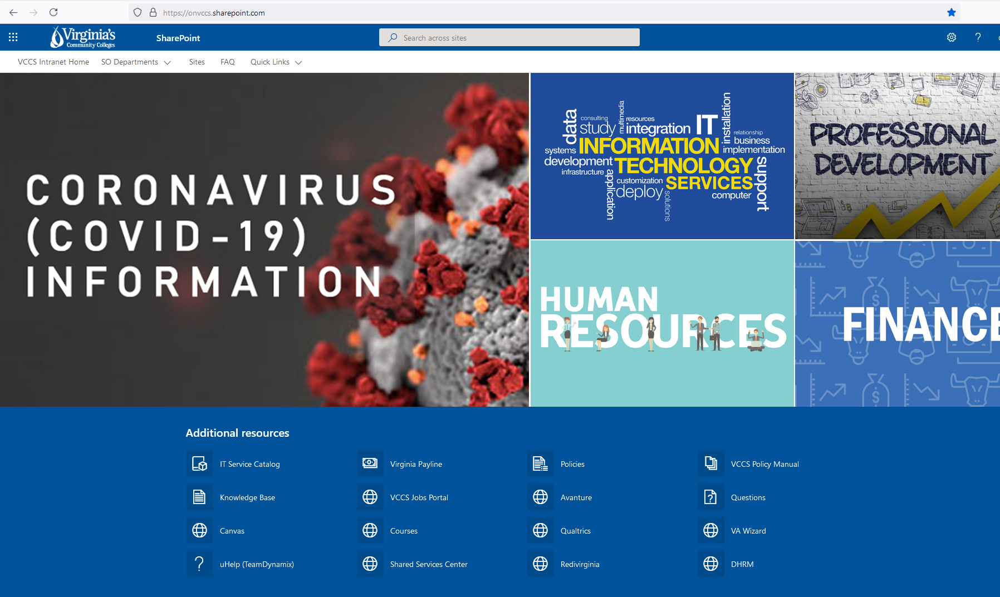 https://onvccs.sharepoint.com
Virginia's
Community Colleges
SharePoint
Search across sites
VCCS Intranet Home
SO Departments
Sites
FAQ
Quick Links
CORONAVIRUS
(COVID-19)
INFORMATION
data
consulting
study
multimedia
resources
integration
IT
installation
relationship
business
systems
INFORMATION
implementation
development
TECHNOLOGY
infrastructure
application
customization
SERVICES
support
deploy
solutions
computer
PROFESSIONAL
DEVELOPMENT
HUMAN
RESOURCES
FINANCE
Additional resources
IT Service Catalog
Virginia Payline
Policies
VCCS Policy Manual
Knowledge Base
VCCS Jobs Portal
Avanture
Questions
Canvas
Courses
Qualtrics
VA Wizard
uHelp (TeamDynamix)
Shared Services Center
Redivirginia
DHRM